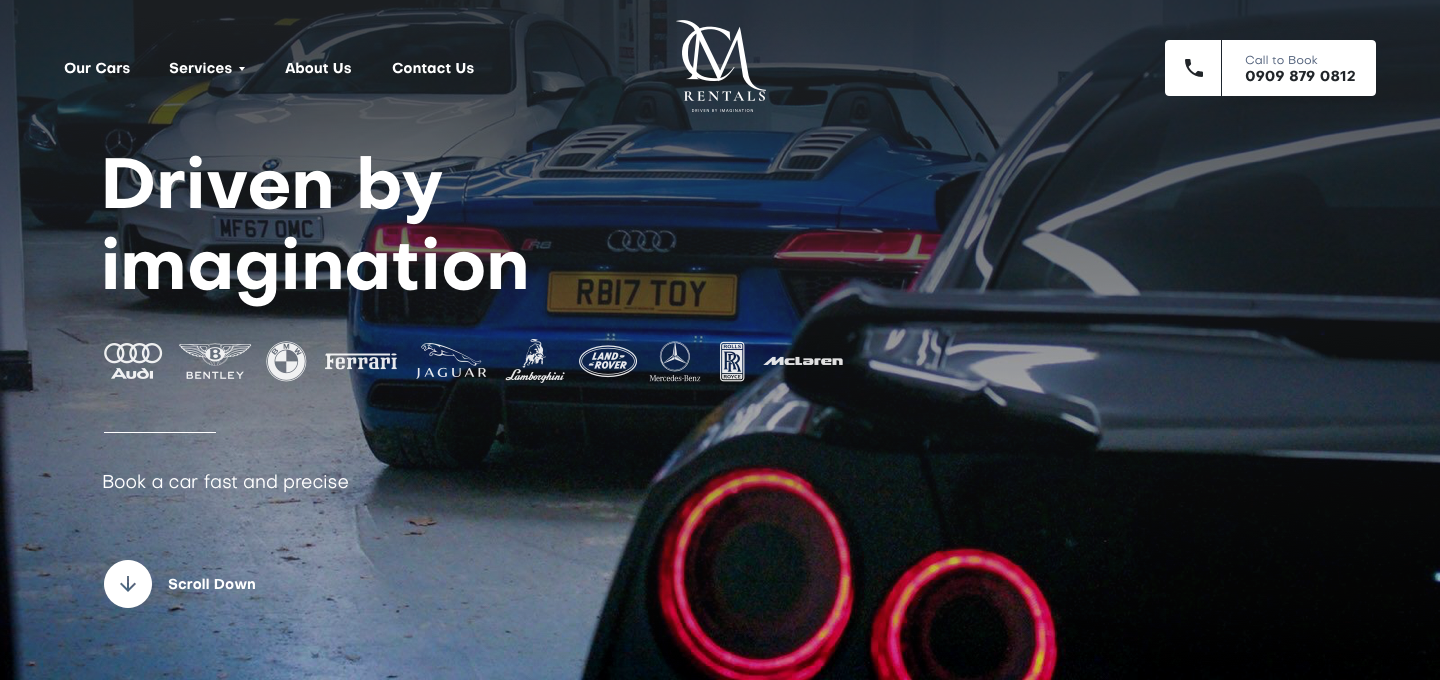 Our Cars Services About Us Contact Us
CM
RENTALS
DRIVEN BY IMAGINATION
Call to Book
0909 879 0812
Driven by
imagination
MF67 OMC
R8
RB17 TOY
Audi
B
BENTLEY
BMW
Ferrari
JAGUAR
Lamborghini
LAND-
-ROVER
Mercedes-Benz
ROLLS
RR
ROYCE
McLaren
Book a car fast and precise
Scroll Down